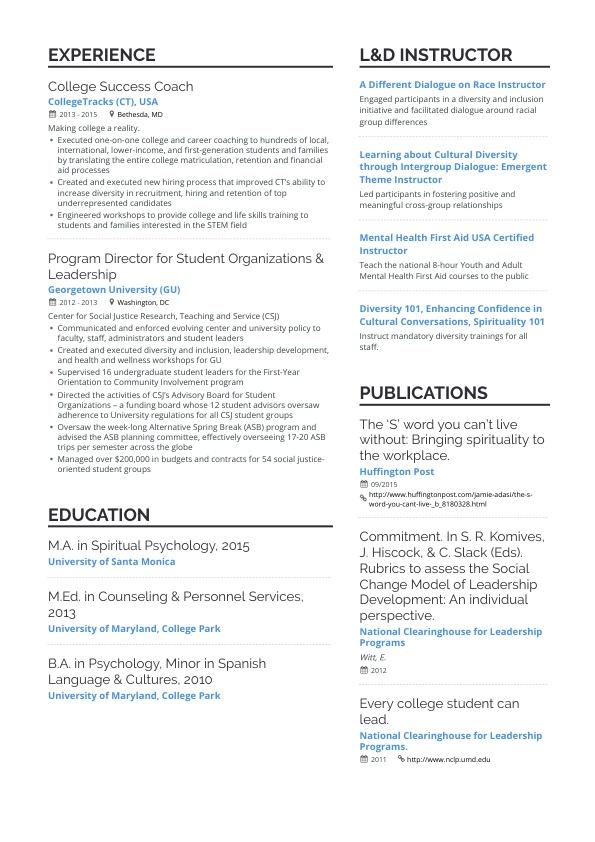 EXPERIENCE
College Success Coach
CollegeTracks (CT), USA
2013 - 2015 Bethesda, MD
Making college a reality.
• Executed one-on-one college and career coaching to hundreds of local,
international, lower-income, and first-generation students and families
by translating the entire college matriculation, retention and financial
aid processes
• Created and executed new hiring process that improved CT's ability to
increase diversity in recruitment, hiring and retention of top
underrepresented candidates
• Engineered workshops to provide college and life skills training to
students and families interested in the STEM field
Program Director for Student Organizations &
Leadership
Georgetown University (GU)
2012 - 2013 Washington, DC
Center for Social Justice Research, Teaching and Service (CSJ)
• Communicated and enforced evolving center and university policy to
faculty, staff, administrators and student leaders
• Created and executed diversity and inclusion, leadership development,
and health and wellness workshops for GU
• Supervised 16 undergraduate student leaders for the First-Year
Orientation to Community Involvement program
• Directed the activities of CSJ's Advisory Board for Student
Organizations – a funding board whose 12 student advisors oversaw
adherence to University regulations for all CSJ student groups
• Oversaw the week-long Alternative Spring Break (ASB) program and
advised the ASB planning committee, effectively overseeing 17-20 ASB
trips per semester across the globe
• Managed over $200,000 in budgets and contracts for 54 social justice-
oriented student groups
EDUCATION
M.A. in Spiritual Psychology, 2015
University of Santa Monica
M.Ed. in Counseling & Personnel Services,
2013
University of Maryland, College Park
B.A. in Psychology, Minor in Spanish
Language & Cultures, 2010
University of Maryland, College Park
L&D INSTRUCTOR
A Different Dialogue on Race Instructor
Engaged participants in a diversity and inclusion
initiative and facilitated dialogue around racial
group differences
Learning about Cultural Diversity
through Intergroup Dialogue: Emergent
Theme Instructor
Led participants in fostering positive and
meaningful cross-group relationships
Mental Health First Aid USA Certified
Instructor
Teach the national 8-hour Youth and Adult
Mental Health First Aid courses to the public
Diversity 101, Enhancing Confidence in
Cultural Conversations, Spirituality 101
Instruct mandatory diversity trainings for all
staff.
PUBLICATIONS
The 'S' word you can't live
without: Bringing spirituality to
the workplace.
Huffington Post
09/2015
http://www.huffingtonpost.com/jamie-adasi/the-s-
word-you-cant-live-_b_8180328.html
Commitment. In S. R. Komives,
J. Hiscock, & C. Slack (Eds).
Rubrics to assess the Social
Change Model of Leadership
Development: An individual
perspective.
National Clearinghouse for Leadership
Programs
Witt, E.
2012
Every college student can
lead.
National Clearinghouse for Leadership
Programs.
2011 http://www.nclp.umd.edu